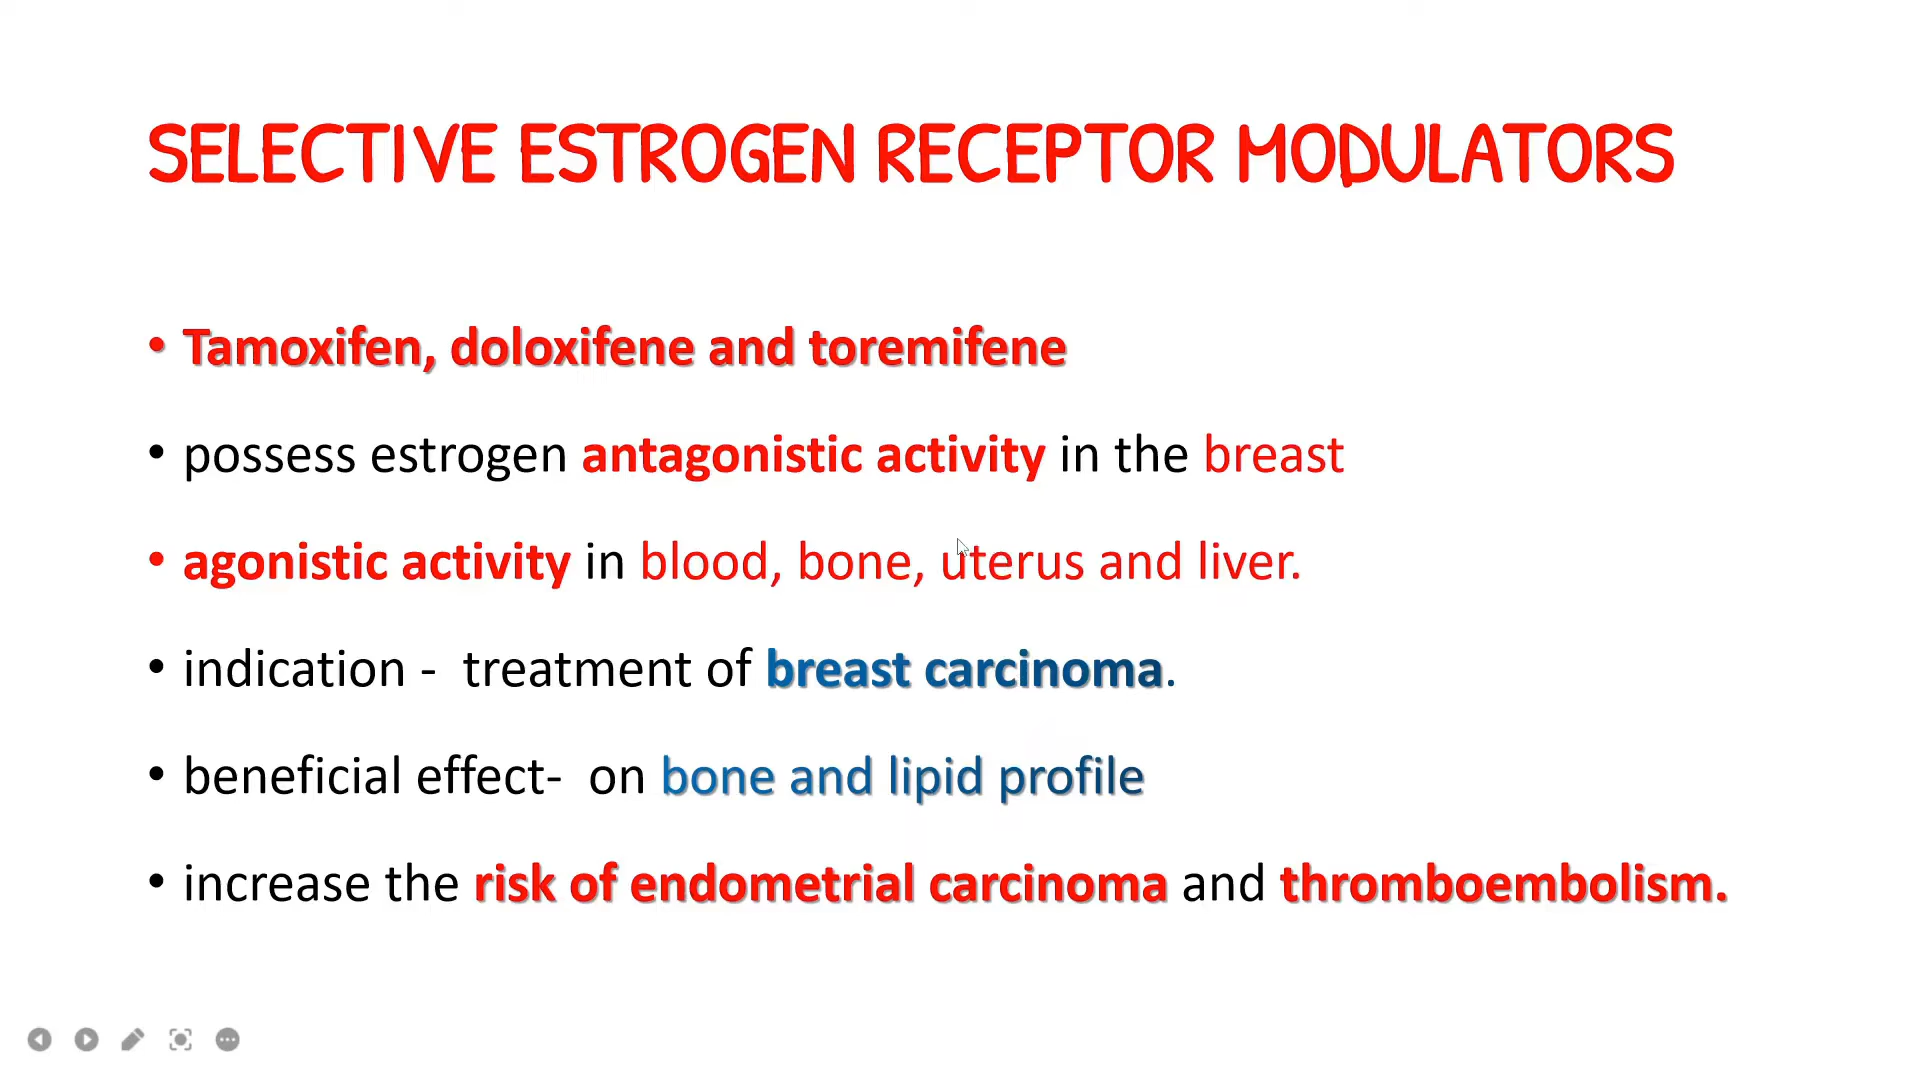 SELECTIVE ESTROGEN RECEPTOR MODULATORS
• Tamoxifen, doloxifene and toremifene
• possess estrogen antagonistic activity in the breast
• agonistic activity in blood, bone, uterus and liver.
• indication -  treatment of breast carcinoma.
• beneficial effect-  on bone and lipid profile
• increase the risk of endometrial carcinoma and thromboembolism.